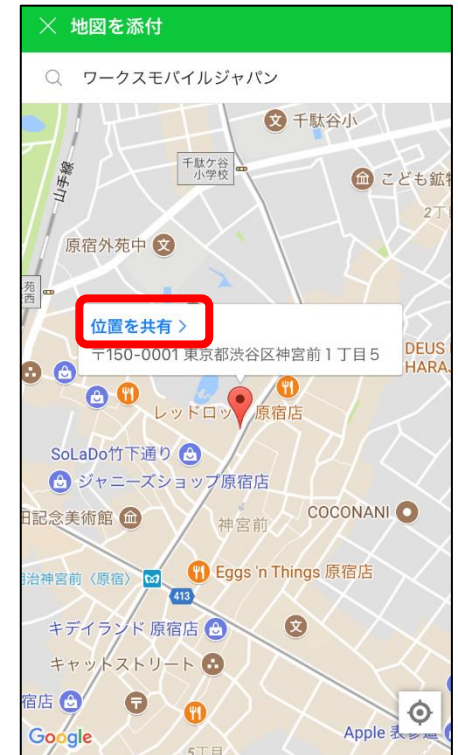 地図を添付
ワークスモバイルジャパン
千駄谷小
千駄ケ谷
小学校
山手線
こども鉱
2丁
原宿外苑中
苑
西
位置を共有
〒150-0001 東京都渋谷区神宮前1丁目5
DEUS
HARA
レッドロッ
原宿店
SoLaDo竹下通り
ジャニーズショップ原宿店
記念美術館
神宮前
COCONANI
治神宮前〈原宿〉
Eggs 'n Things 原宿店
413
キデイランド 原宿店
キャットストリート
宿店
Google
5丁目
Apple 表参道